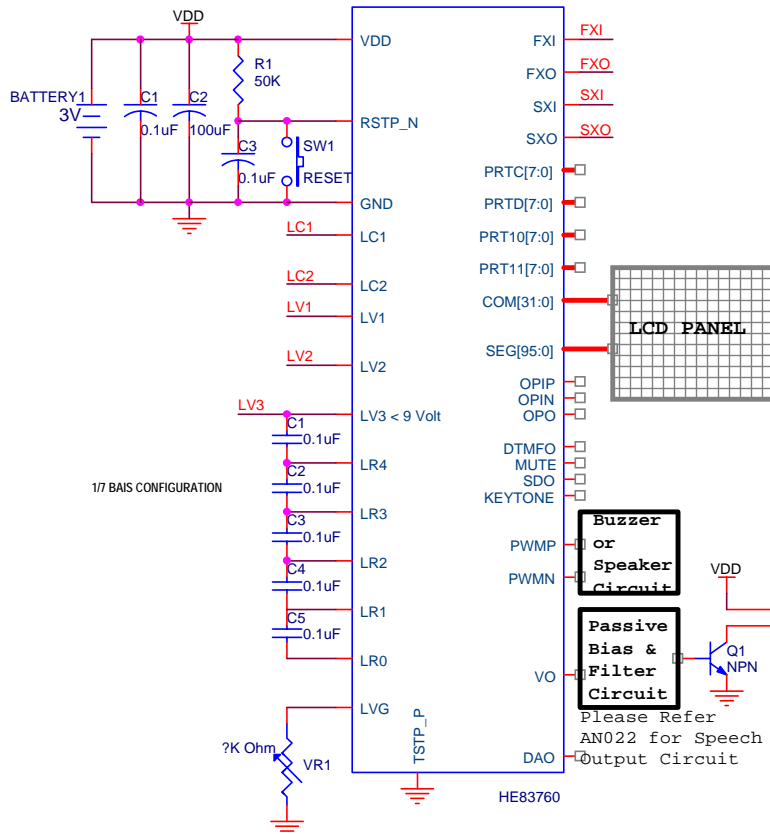 VDD
BATTERY1
3V
C1
0.1uF
C2
100uF
R1
50K
C3
0.1uF
SW1
RESET
VDD
RSTP_N
GND
LC1
LC1
LC2
LC2
LV1
LV1
LV2
LV2
LV3
LV3 < 9 Volt
C1
0.1uF
LR4
C2
0.1uF
LR3
C3
0.1uF
LR2
C4
0.1uF
LR1
C5
0.1uF
LR0
1/7 BAIS CONFIGURATION
LVG
?K Ohm
VR1
TSTP_P
FXI
FXI
FXO
FXO
SXI
SXI
SXO
SXO
PRTC[7:0]
PRTD[7:0]
PRT10[7:0]
PRT11[7:0]
COM[31:0]
SEG[95:0]
LCD PANEL
OPIP
OPIN
OPO
DTMFO
MUTE
SDO
KEYTONE
PWMP
PWMN
Buzzer
or
Speaker
Circuit
VO
Passive
Bias &
Filter
Circuit
VDD
Q1
NPN
Please Refer
AN022 for Speech
Output Circuit
DAO
HE83760